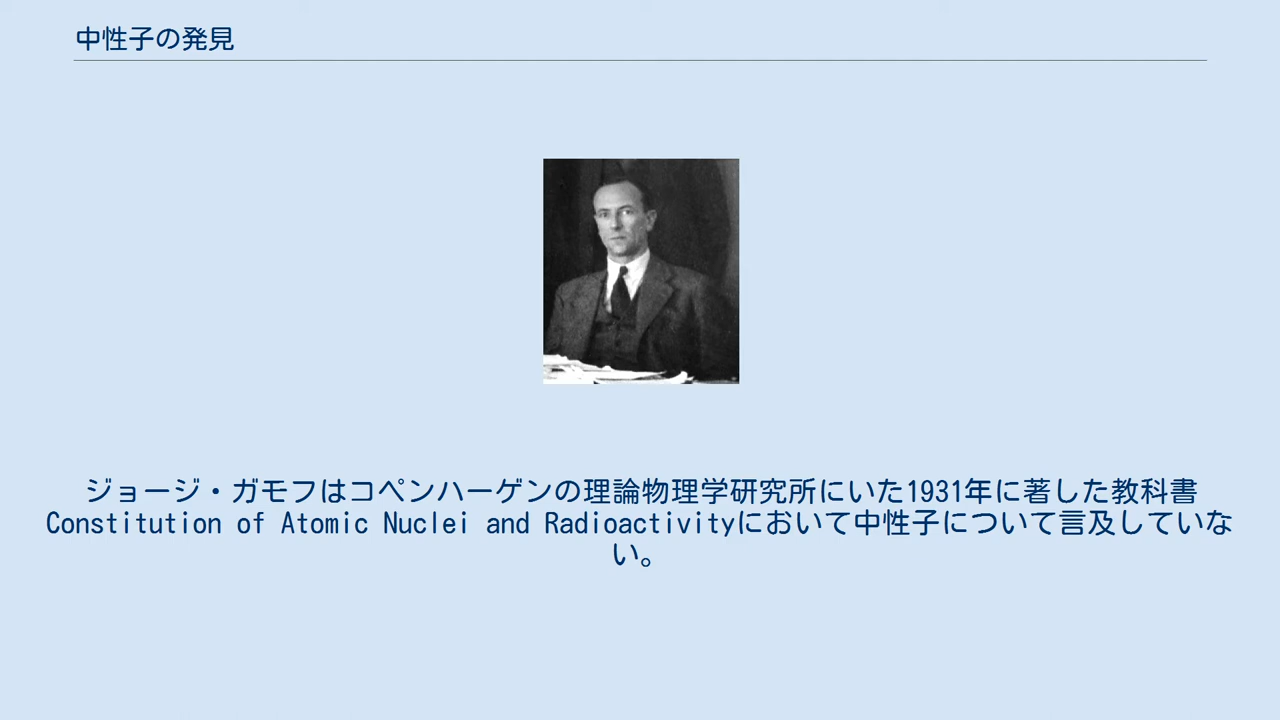 中性子の発見
ジョージ・ガモフはコペンハーゲンの理論物理学研究所にいた1931年に著した教科書
Constitution of Atomic Nuclei and Radioactivityにおいて中性子について言及していな
い。